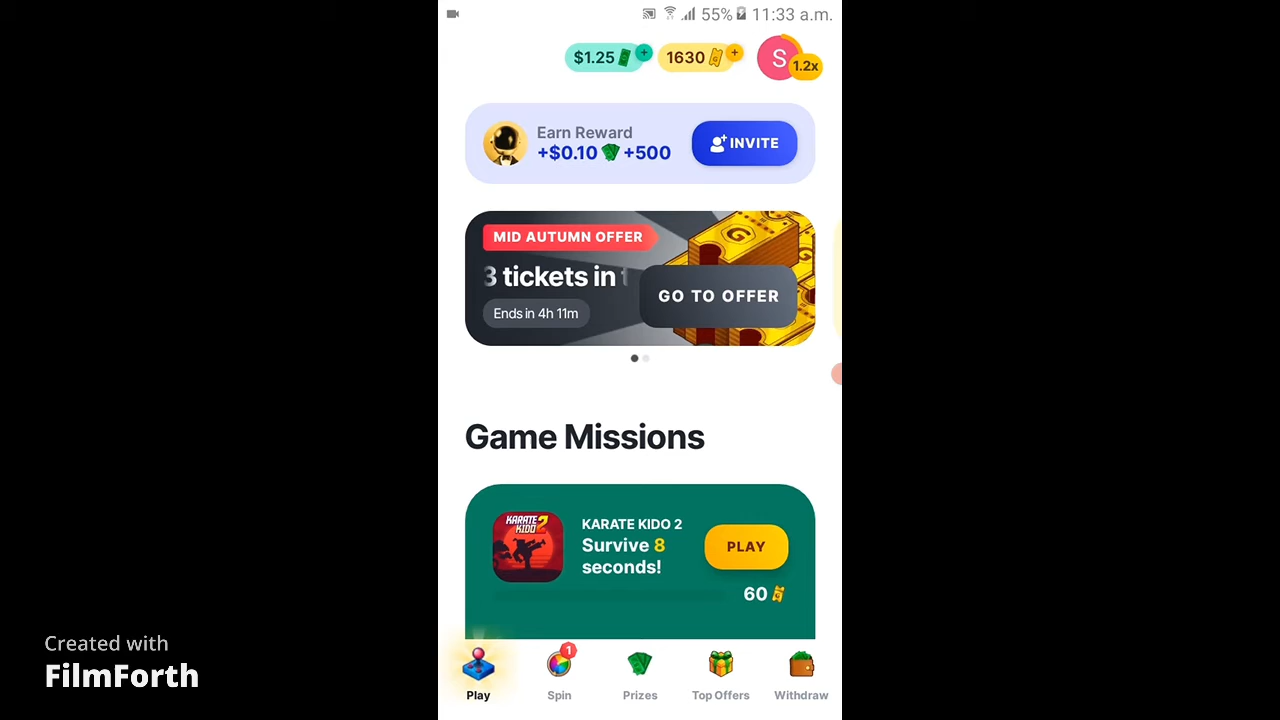 55% 11:33 a.m.
$1.25 + 1630 + S 1.2x
Earn Reward
+$0.10 +500
INVITE
MID AUTUMN OFFER
3 tickets in
GO TO OFFER
Ends in 4h 11m
Game Missions
KARATE KIDO 2
KARATE KIDO 2
Survive 8
seconds!
PLAY
60
Created with
FilmForth
1
Play Spin Prizes Top Offers Withdraw